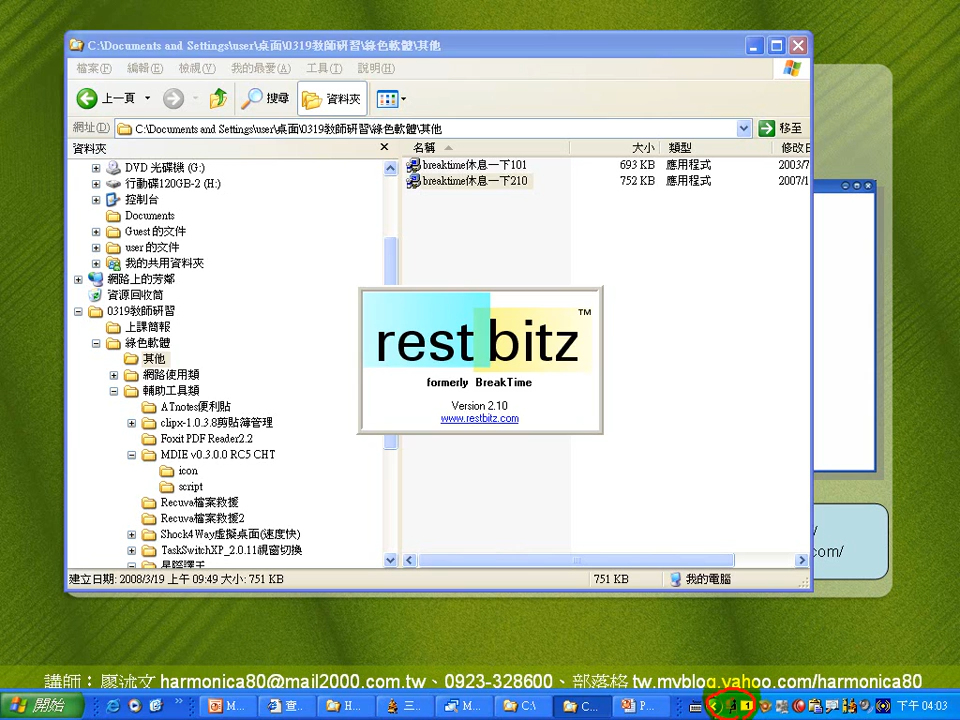 C:\Documents and Settings\user\桌面\0319教師研習\綠色軟體\其他
檔案(F) 編輯(E) 檢視(V) 我的最愛(A) 工具(T) 說明(H)
上一頁 搜尋 資料夾
網址(D) C:\Documents and Settings\user\桌面\0319教師研習\綠色軟體\其他 移至
資料夾 名稱 大小 類型 修改日
DVD 光碟機 (G:)
breaktime休息一下101 693 KB 應用程式 2003/7
行動碟120GB-2 (H:)
breaktime休息一下210 752 KB 應用程式 2007/1
控制台
Documents
Guest 的文件
user 的文件
我的共用資料夾
網路上的芳鄰
資源回收筒
0319教師研習
上課簡報
綠色軟體
其他
網路使用類
輔助工具類
ATnotes便利貼
clipx-1.0.3.8剪貼簿管理
Foxit PDF Reader2.2
MDIE v0.3.0.0 RC5 CHT
icon
script
Recuva檔案救援
Recuva檔案救援2
Shock4Way虛擬桌面(速度快)
TaskSwitchXP_2.0.11視窗切換
星際譯王
restbitz™
formerly BreakTime
Version 2.10
www.restbitz.com
/
com/
建立日期: 2008/3/19 上午 09:49 大小: 751 KB 751 KB 我的電腦
講師：廖沭文 harmonica80@mail2000.com.tw、0923-328600、部落格 tw.myblog.yahoo.com/harmonica80
開始 M... 查... H... 三... M... C:\ C... P... 1 下午 04:03